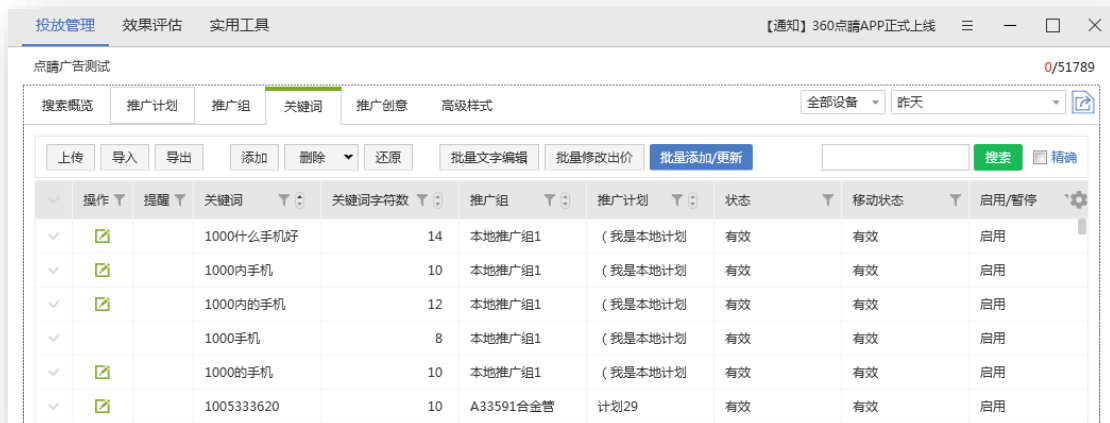 投放管理 效果评估 实用工具 【通知】360点睛APP正式上线
点睛广告测试 0/51789
搜索概览 推广计划 推广组 关键词 推广创意 高级样式 全部设备 昨天
上传 导入 导出 添加 删除 还原 批量文字编辑 批量修改出价 批量添加/更新 搜索 精确
操作 提醒 关键词 关键词字符数 推广组 推广计划 状态 移动状态 启用/暂停
1000什么手机好 14 本地推广组1 (我是本地计划 有效 有效 启用
1000内手机 10 本地推广组1 (我是本地计划 有效 有效 启用
1000内的手机 12 本地推广组1 (我是本地计划 有效 有效 启用
1000手机 8 本地推广组1 (我是本地计划 有效 有效 启用
1000的手机 10 本地推广组1 (我是本地计划 有效 有效 启用
1005333620 10 A33591合金管 计划29 有效 有效 启用